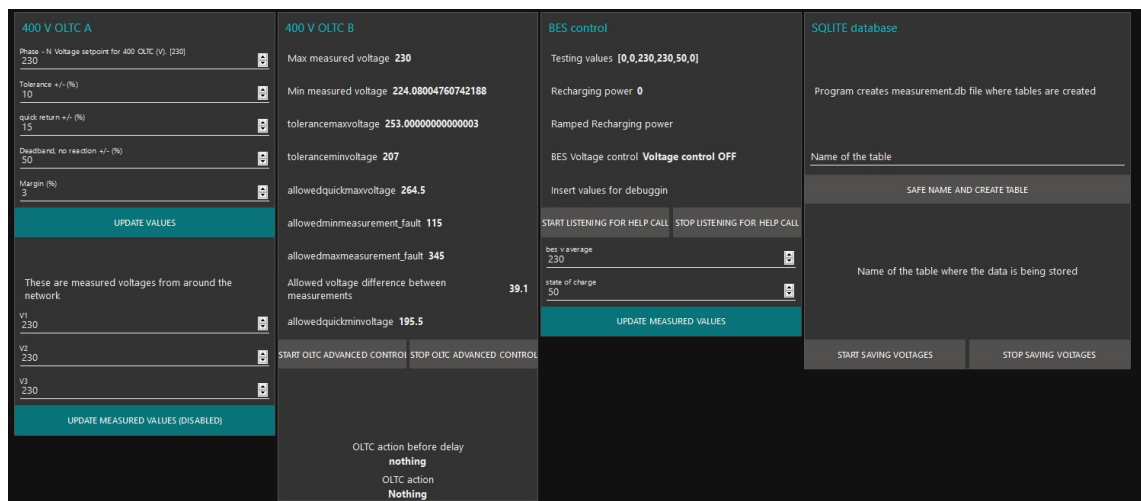 400 V OLTC A
Phase - N Voltage setpoint for 400 OLTC (V). [230]
230
Tolerance +/- (%)
10
quick return +/- (%)
15
Deadband, no reaction +/- (%)
50
Margin (%)
3
UPDATE VALUES
These are measured voltages from around the
network
V1
230
V2
230
V3
230
UPDATE MEASURED VALUES (DISABLED)
400 V OLTC B
Max measured voltage 230
Min measured voltage 224.08004760742188
tolerancemaxvoltage 253.00000000000003
toleranceminvoltage 207
allowedquickmaxvoltage 264.5
allowedminmeasurement_fault 115
allowedmaxmeasurement_fault 345
Allowed voltage difference between
measurements 39.1
allowedquickminvoltage 195.5
START OLTC ADVANCED CONTROL STOP OLTC ADVANCED CONTROL
OLTC action before delay
nothing
OLTC action
Nothing
BES control
Testing values [0,0,230,230,50,0]
Recharging power 0
Ramped Recharging power
BES Voltage control Voltage control OFF
Insert values for debuggin
START LISTENING FOR HELP CALL STOP LISTENING FOR HELP CALL
bes v average
230
state of charge
50
UPDATE MEASURED VALUES
SQLITE database
Program creates measurement.db file where tables are created
Name of the table
SAFE NAME AND CREATE TABLE
Name of the table where the data is being stored
START SAVING VOLTAGES STOP SAVING VOLTAGES